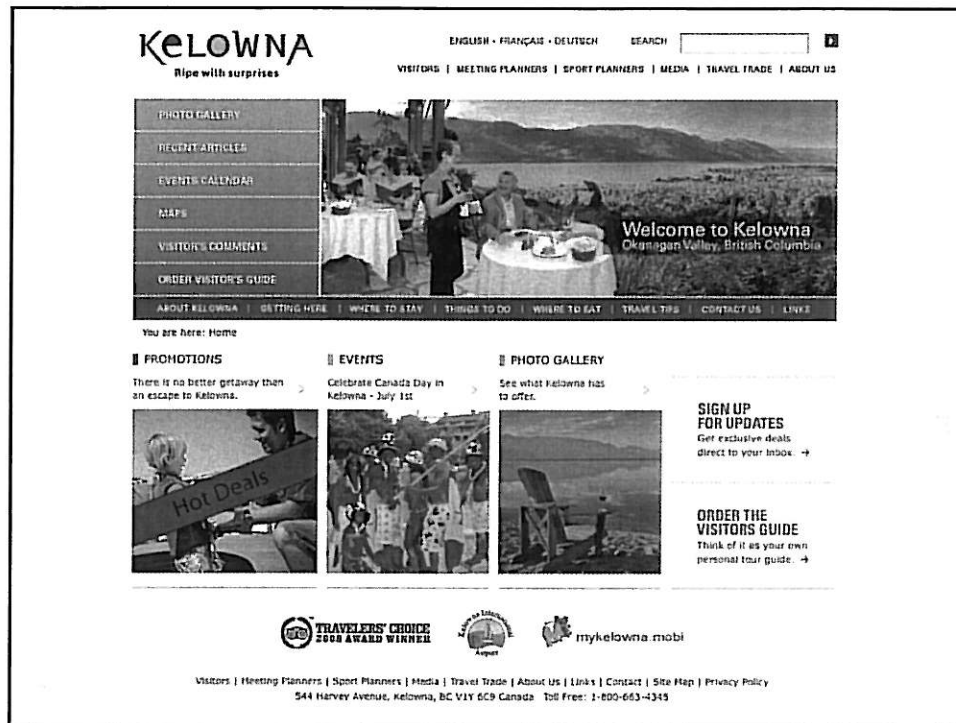 KELOWNA
Ripe with surprises
ENGLISH • FRANÇAIS • DEUTSCH SEARCH
VISITORS | MEETING PLANNERS | SPORT PLANNERS | MEDIA | TRAVEL TRADE | ABOUT US
PHOTO GALLERY
RECENT ARTICLES
EVENTS CALENDAR
MAPS
VISITOR'S COMMENTS
ORDER VISITOR'S GUIDE
Welcome to Kelowna
Okanagan Valley, British Columbia
ABOUT KELOWNA | GETTING HERE | WHERE TO STAY | THINGS TO DO | WHERE TO EAT | TRAVEL TIPS | CONTACT US | LINKS
You are here: Home
PROMOTIONS
There is no better getaway than
an escape to Kelowna.
Hot Deals
EVENTS
Celebrate Canada Day in
Kelowna - July 1st
PHOTO GALLERY
See what Kelowna has
to offer.
SIGN UP
FOR UPDATES
Get exclusive deals
direct to your inbox. →
ORDER THE
VISITORS GUIDE
Think of it as your own
personal tour guide. →
TRAVELERS' CHOICE
2008 AWARD WINNER
Kelowna International
Airport
mykelowna.mobi
Visitors | Meeting Planners | Sport Planners | Media | Travel Trade | About Us | Links | Contact | Site Map | Privacy Policy
544 Harvey Avenue, Kelowna, BC V1Y 6C9 Canada Toll Free: 1-800-663-4345